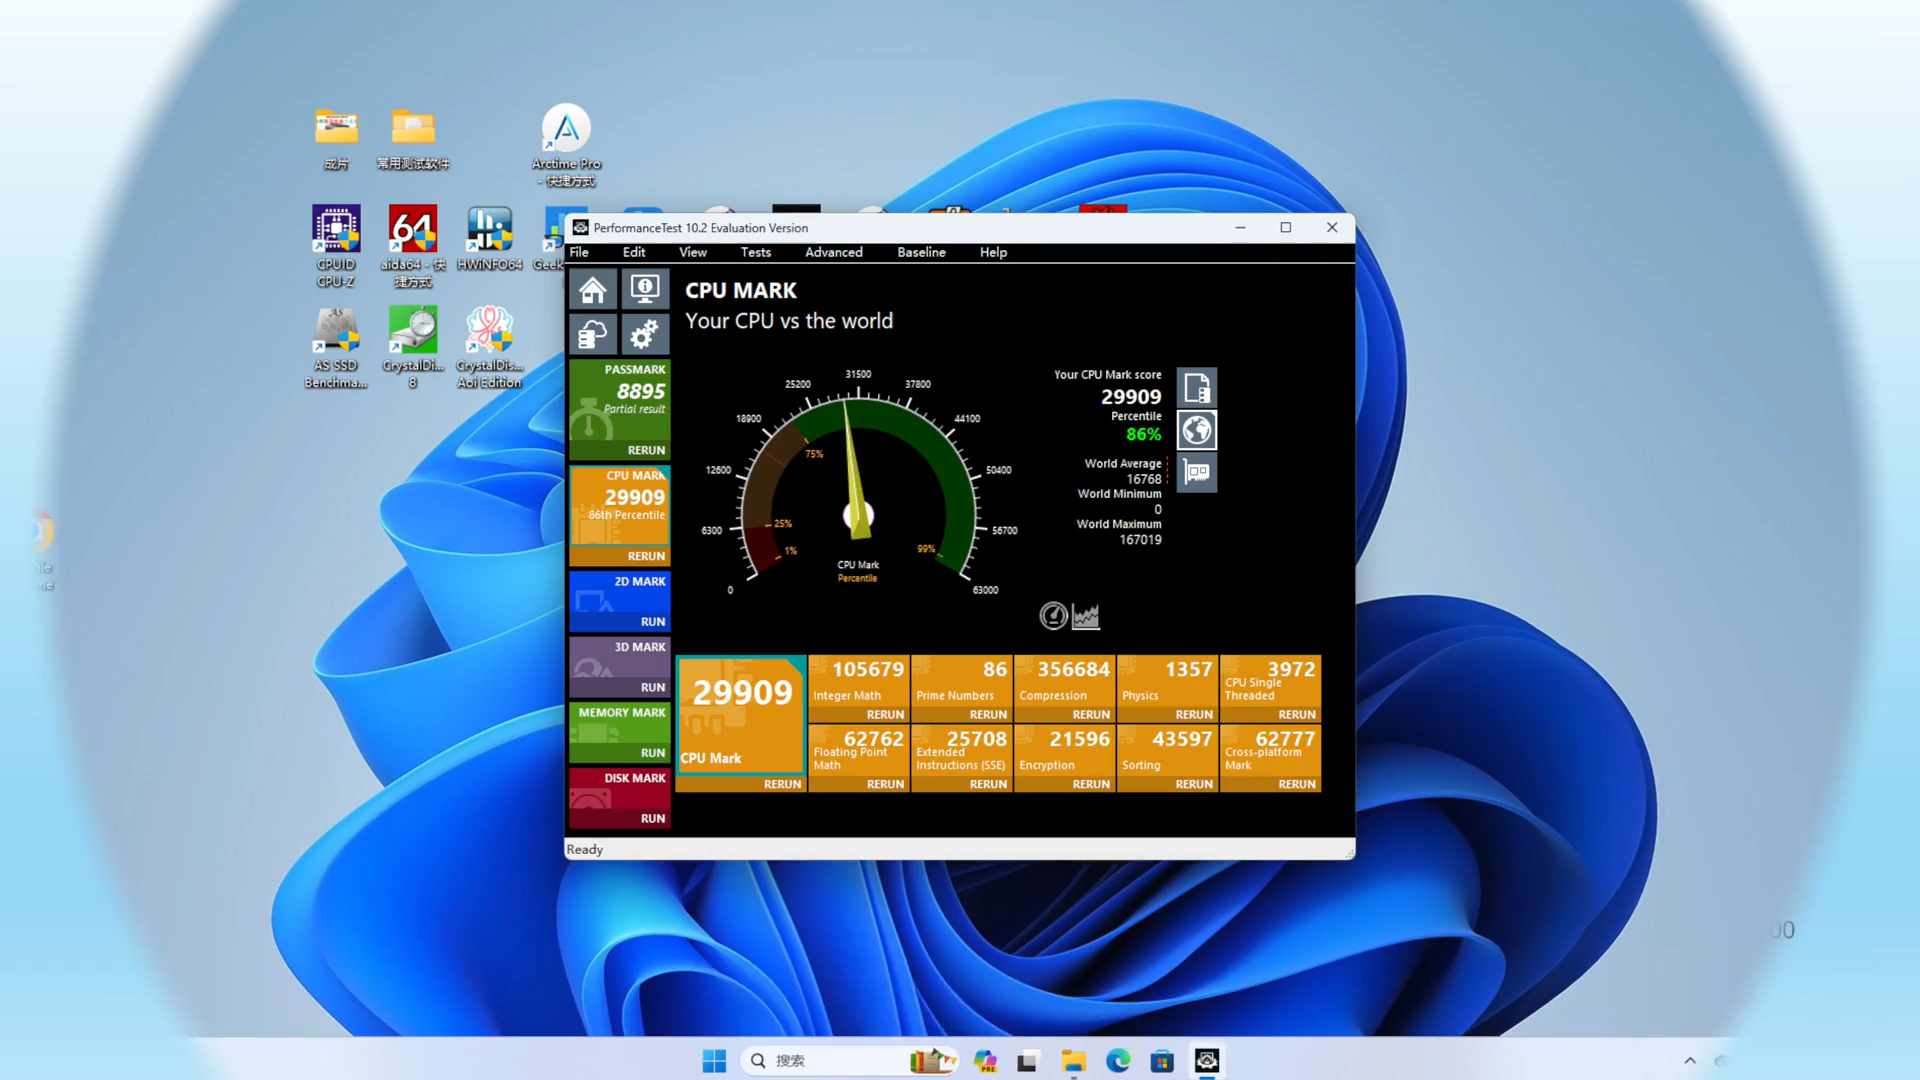 成片
常用测试软件
Arctime Pro
- 快捷方式
CPUID
CPU-Z
aida64 - 快
捷方式
HWiNFO64
Geek
AS SSD
Benchma...
CrystalDi...
8
CrystalDis...
Aoi Edition
PerformanceTest 10.2 Evaluation Version
File Edit View Tests Advanced Baseline Help
CPU MARK
Your CPU vs the world
PASSMARK
8895
Partial result
RERUN
CPU MARK
29909
86th Percentile
RERUN
2D MARK
RUN
3D MARK
RUN
MEMORY MARK
RUN
DISK MARK
RUN
0
6300
12600
18900
25200
31500
37800
44100
50400
56700
63000
1%
25%
75%
99%
CPU Mark
Percentile
Your CPU Mark score
29909
Percentile
86%
World Average
16768
World Minimum
0
World Maximum
167019
29909
CPU Mark
RERUN
105679
Integer Math
RERUN
86
Prime Numbers
RERUN
356684
Compression
RERUN
1357
Physics
RERUN
3972
CPU Single
Threaded
RERUN
62762
Floating Point
Math
RERUN
25708
Extended
Instructions (SSE)
RERUN
21596
Encryption
RERUN
43597
Sorting
RERUN
62777
Cross-platform
Mark
RERUN
Ready
搜索
PRE